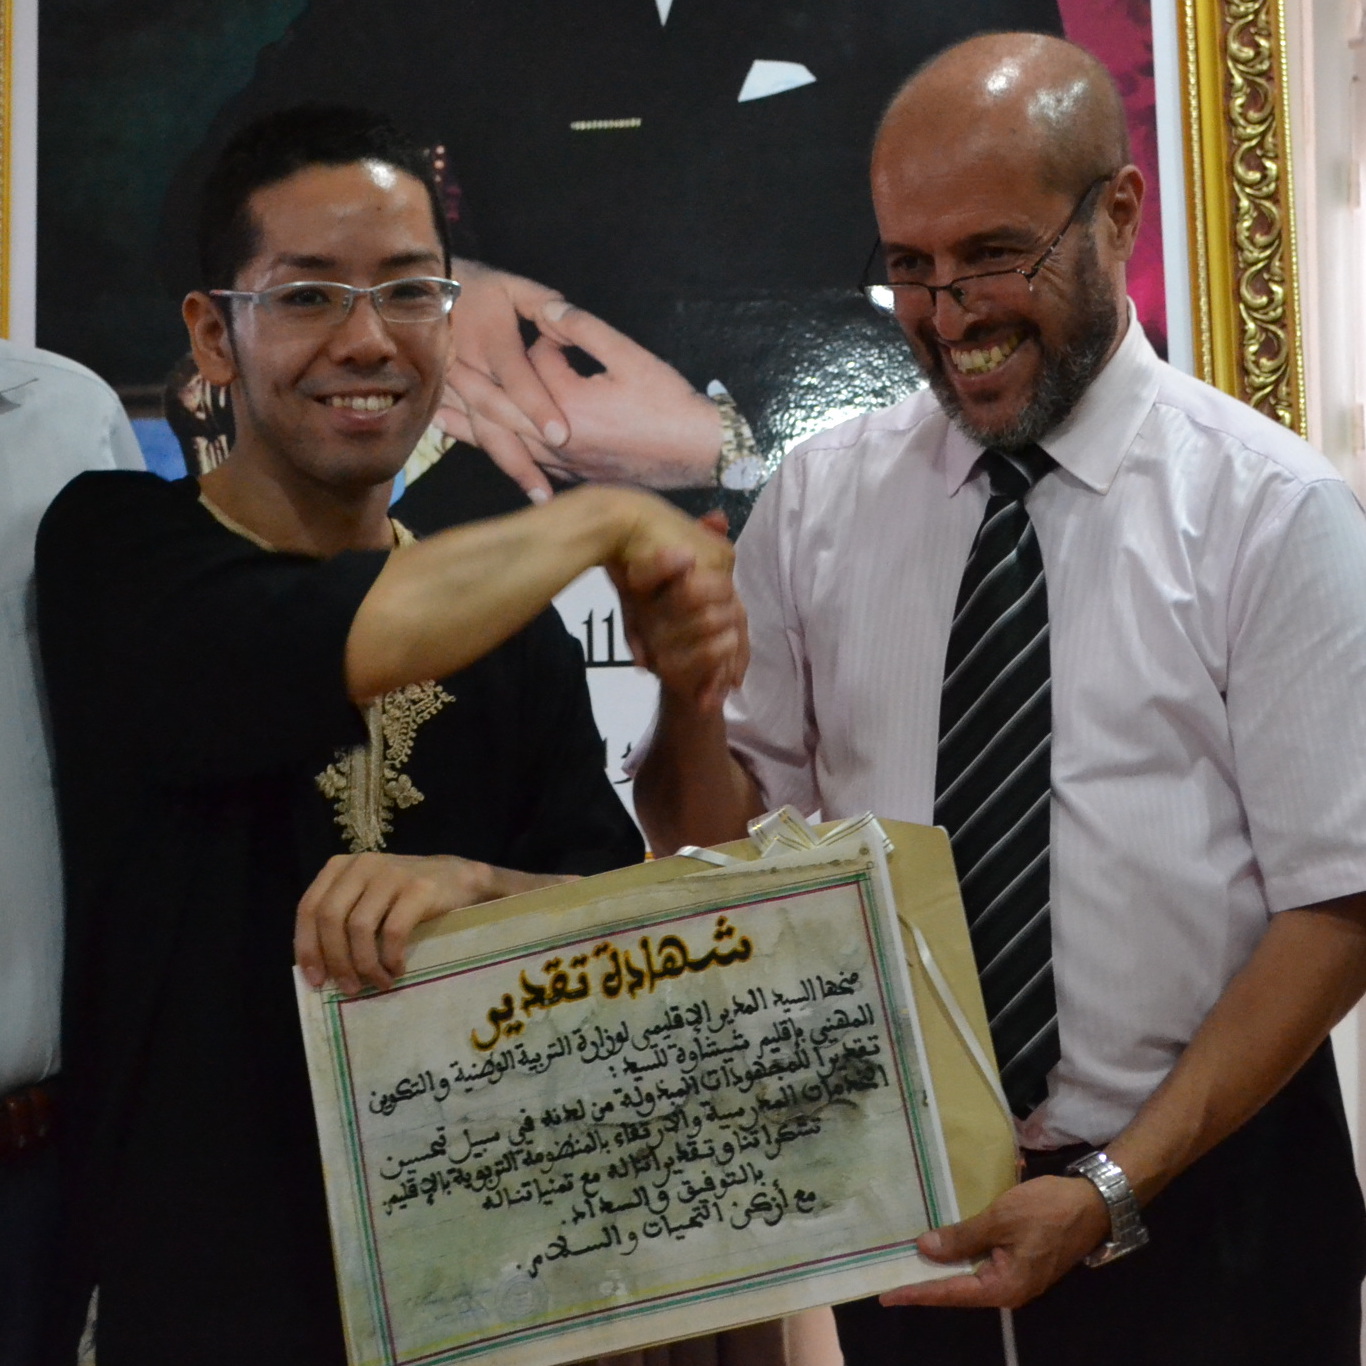 شهادة تقدير
منحها السيد المدير الإقليمي لوزارة التربية الوطنية والتكوين
المهني بإقليم شيشاوة للسيد :
تقديرا للمجهودات المبذولة من لدنه في سبيل تحسين
الخدمات المدرسية والارتقاء بالمنظومة التربوية بالإقليم.
تشكراتنا وتقديراتنا له مع تمنياتنا له
بالتوفيق والسداد.
مع أزكى التحيات والسلام.